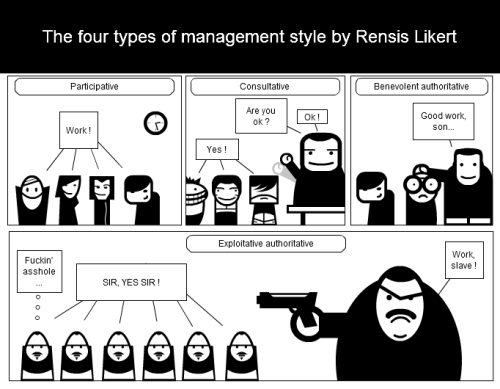 The four types of management style by Rensis Likert
Participative
Work !
Consultative
Are you
ok ?
Ok !
Yes !
Benevolent authoritative
Good work,
son...
Exploitative authoritative
Fuckin'
asshole
...
SIR, YES SIR !
Work,
slave !